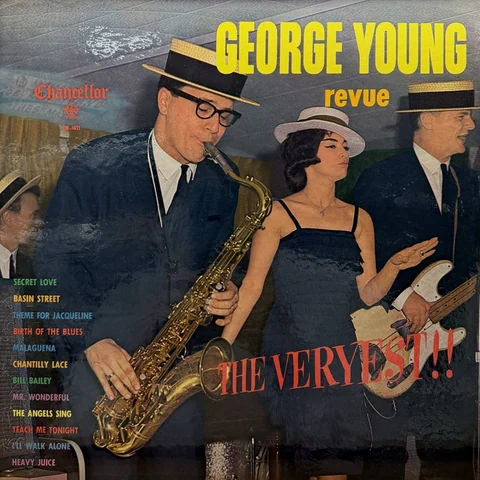 GEORGE YOUNG
revue
Chancellor
SECRET LOVE
BASIN STREET
THEME FOR JACQUELINE
BIRTH OF THE BLUES
MALAGUENA
CHANTILLY LACE
BILL BAILEY
MR. WONDERFUL
THE ANGELS SING
TEACH ME TONIGHT
I'LL WALK ALONE
HEAVY JUICE
THE VERYEST!!